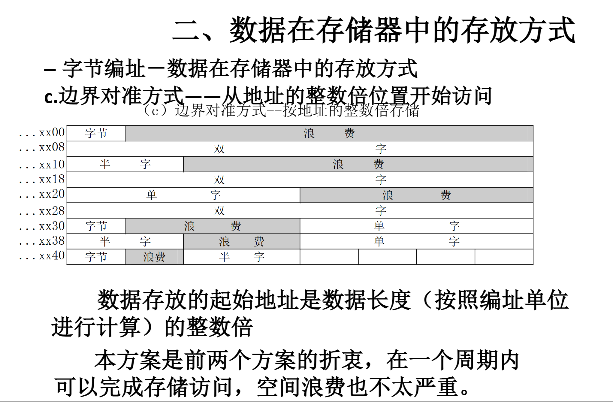 二、数据在存储器中的存放方式
– 字节编址－数据在存储器中的存放方式
c.边界对准方式——从地址的整数倍位置开始访问
（c）边界对准方式--按地址的整数倍存储
...xx00 字节 浪 费
...xx08 双 字
...xx10 半 字 浪 费
...xx18 双 字
...xx20 单 字 浪 费
...xx28 双 字
...xx30 字节 浪 费 单 字
...xx38 半 字 浪 费 单 字
...xx40 字节 浪费 半 字
数据存放的起始地址是数据长度（按照编址单位
进行计算）的整数倍
本方案是前两个方案的折衷，在一个周期内
可以完成存储访问，空间浪费也不太严重。